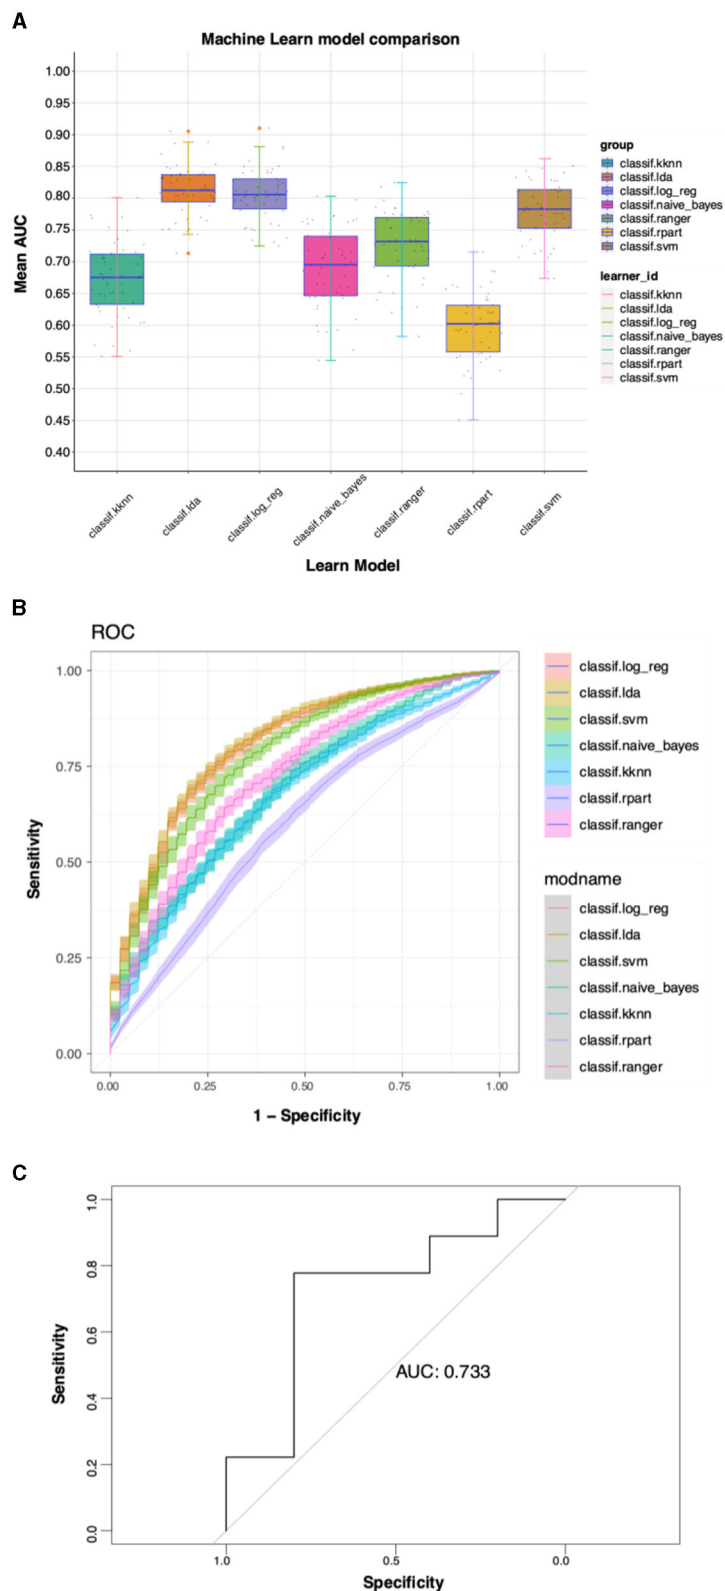 A
Machine Learn model comparison
Mean AUC
1.00
0.95
0.90
0.85
0.80
0.75
0.70
0.65
0.60
0.55
0.50
0.45
0.40
classif.kknn
classif.lda
classif.log_reg
classif.naive_bayes
classif.ranger
classif.rpart
classif.svm
Learn Model
group
classif.kknn
classif.lda
classif.log_reg
classif.naive_bayes
classif.ranger
classif.rpart
classif.svm
learner_id
classif.kknn
classif.lda
classif.log_reg
classif.naive_bayes
classif.ranger
classif.rpart
classif.svm
B
ROC
Sensitivity
1.00
0.75
0.50
0.25
0.00
0.00 0.25 0.50 0.75 1.00
1 – Specificity
classif.log_reg
classif.lda
classif.svm
classif.naive_bayes
classif.kknn
classif.rpart
classif.ranger
modname
classif.log_reg
classif.lda
classif.svm
classif.naive_bayes
classif.kknn
classif.rpart
classif.ranger
C
Sensitivity
1.0
0.8
0.6
0.4
0.2
0.0
AUC: 0.733
1.0 0.5 0.0
Specificity